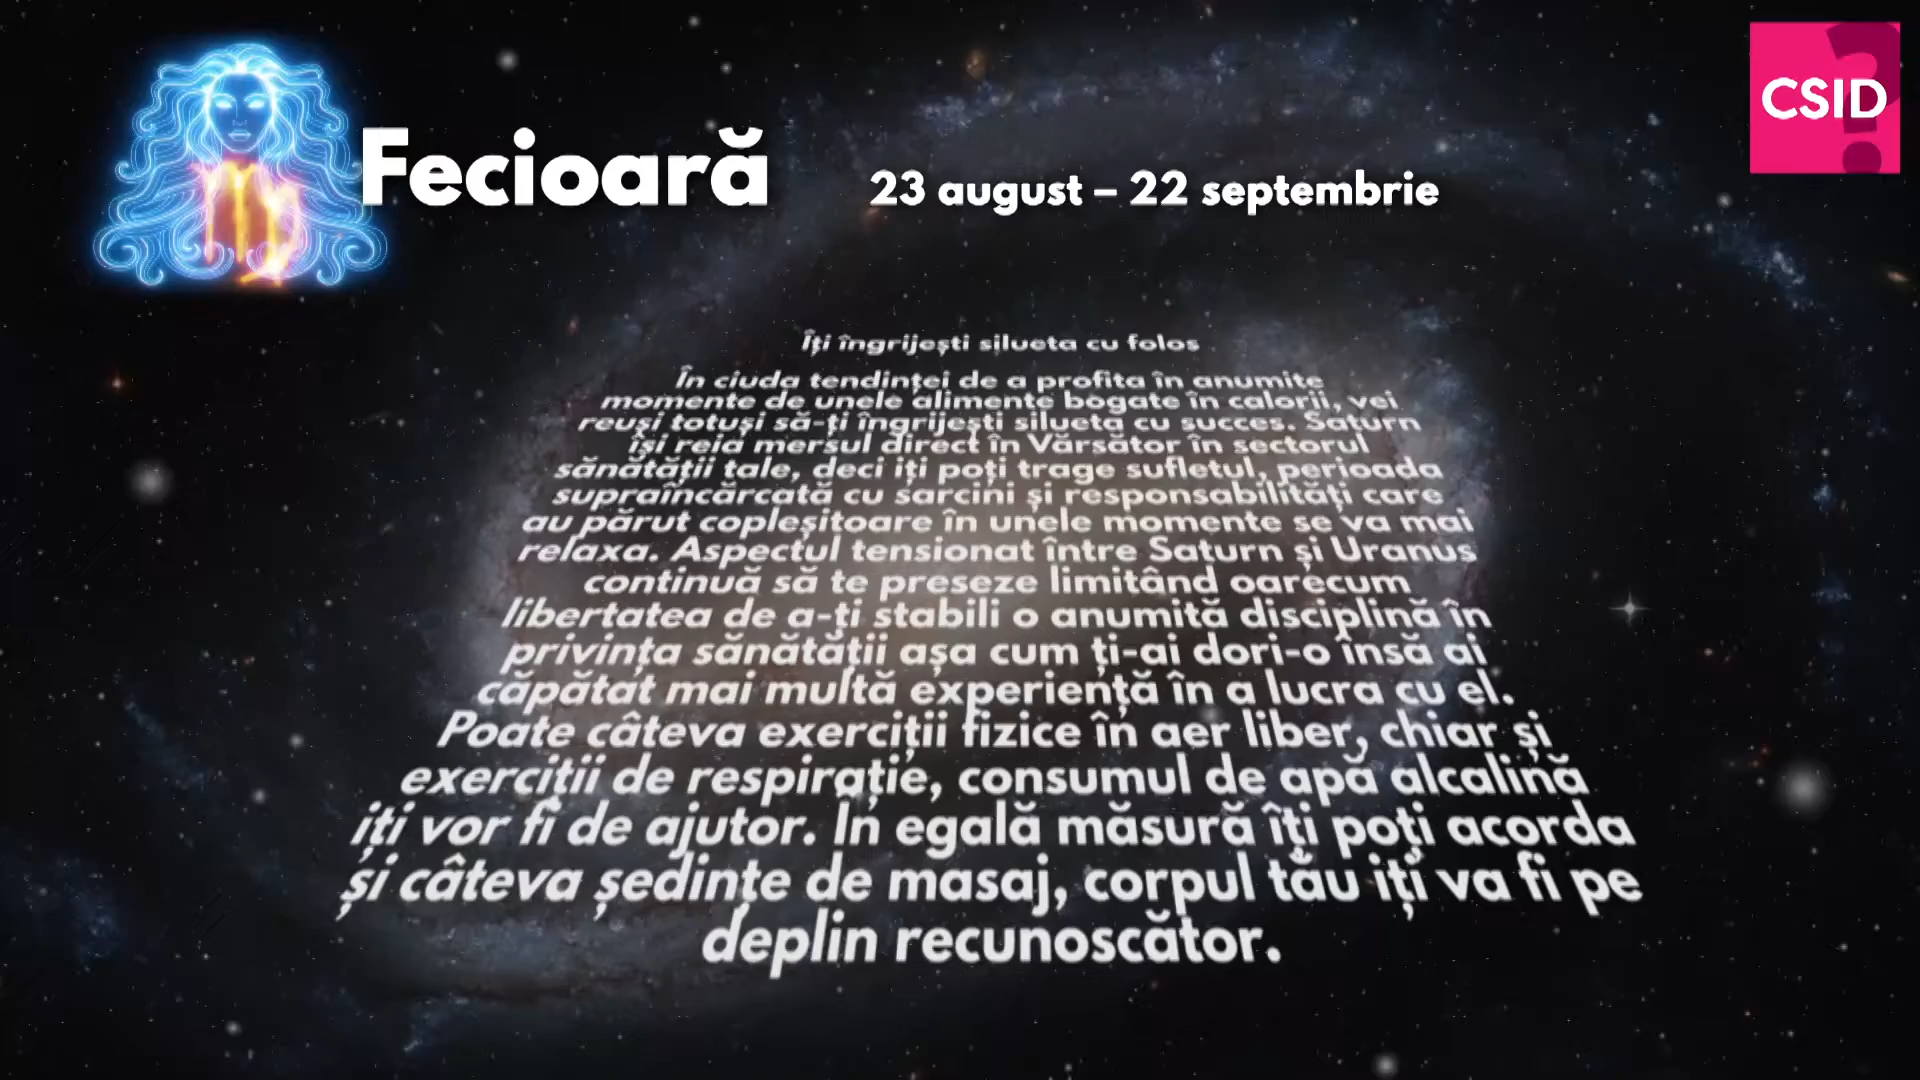 CSID
Fecioară
23 august – 22 septembrie
Îți îngrijești silueta cu folos
În ciuda tendinței de a profita în anumite
momente de unele alimente bogate în calorii, vei
reuși totuși să-ți îngrijești silueta cu succes. Saturn
își reia mersul direct în Vărsător în sectorul
sănătății tale, deci iți poți trage sufletul, perioada
supraîncărcată cu sarcini și responsabilități care
au părut copleșitoare în unele momente se va mai
relaxa. Aspectul tensionat între Saturn și Uranus
continuă să te preseze limitând oarecum
libertatea de a-ți stabili o anumită disciplină în
privința sănătății așa cum ți-ai dori-o însă ai
căpătat mai multă experiență în a lucra cu el.
Poate câteva exerciții fizice în aer liber, chiar și
exerciții de respirație, consumul de apă alcalină
iți vor fi de ajutor. În egală măsură îți poți acorda
și câteva ședințe de masaj, corpul tău iți va fi pe
deplin recunoscător.